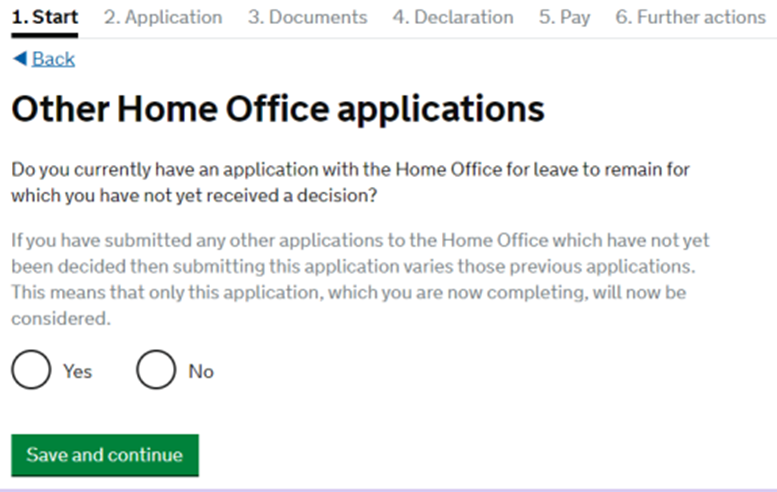 1. Start 2. Application 3. Documents 4. Declaration 5. Pay 6. Further actions
Back
Other Home Office applications
Do you currently have an application with the Home Office for leave to remain for
which you have not yet received a decision?
If you have submitted any other applications to the Home Office which have not yet
been decided then submitting this application varies those previous applications.
This means that only this application, which you are now completing, will now be
considered.
Yes No
Save and continue